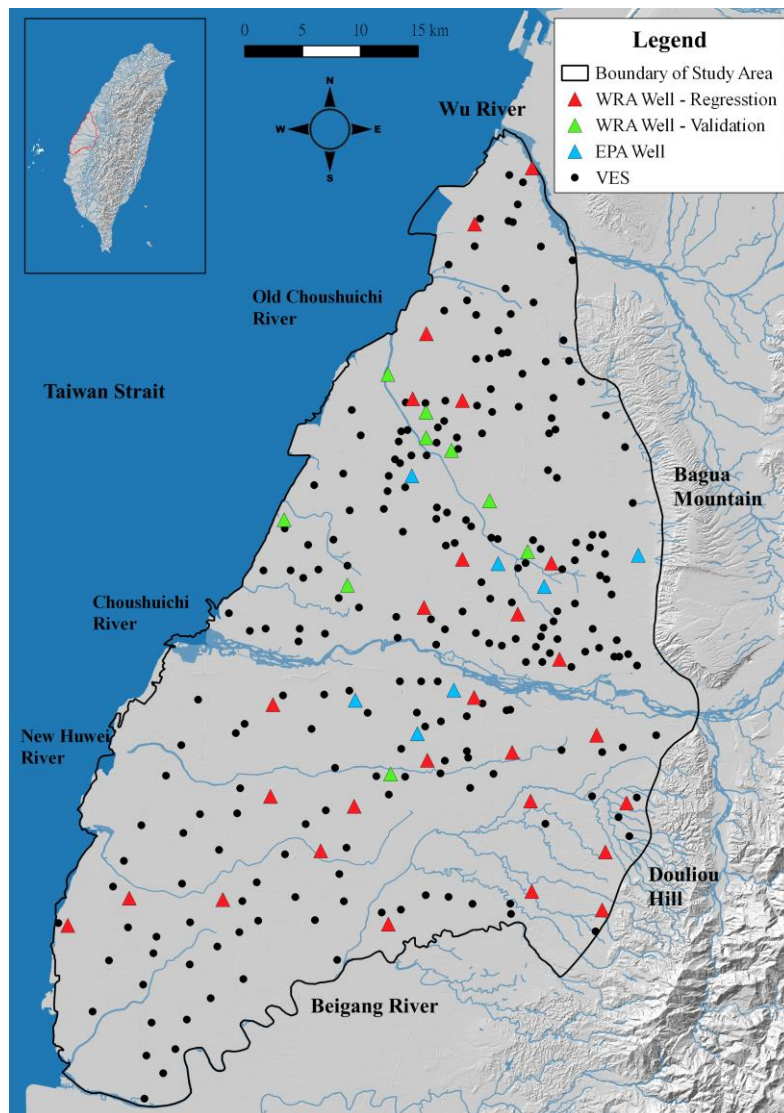 0 5 10 15 km
N
W E
S
Legend
Boundary of Study Area
WRA Well - Regresstion
WRA Well - Validation
EPA Well
VES
Wu River
Old Choushuichi
River
Taiwan Strait
Bagua
Mountain
Choushuichi
River
New Huwei
River
Douliou
Hill
Beigang River